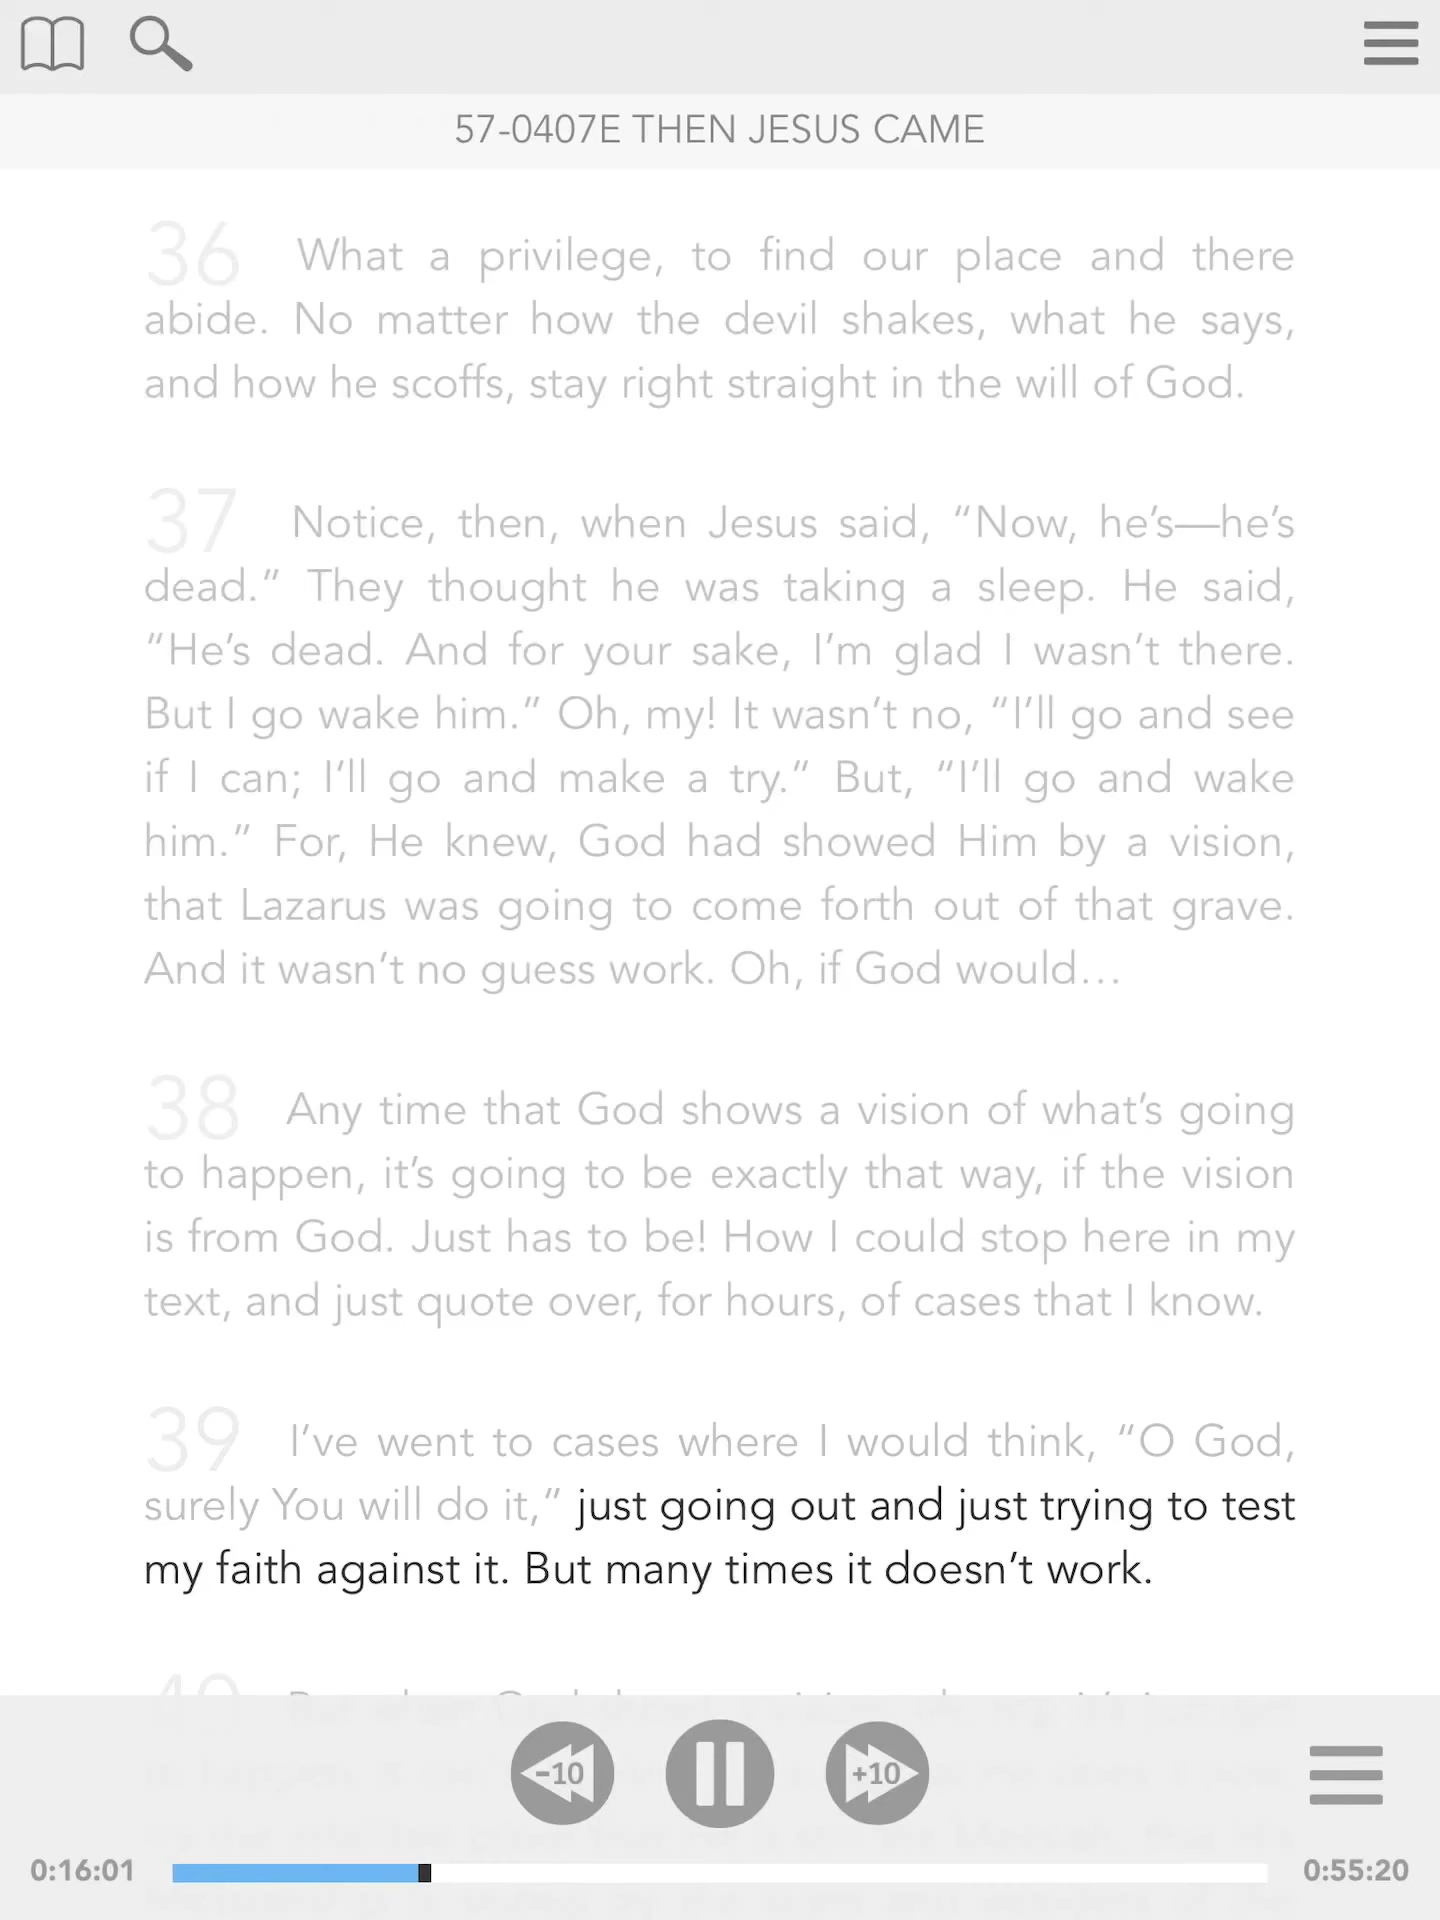 57-0407E THEN JESUS CAME
36 What a privilege, to find our place and there
abide. No matter how the devil shakes, what he says,
and how he scoffs, stay right straight in the will of God.
37 Notice, then, when Jesus said, “Now, he’s—he’s
dead.” They thought he was taking a sleep. He said,
“He’s dead. And for your sake, I’m glad I wasn’t there.
But I go wake him.” Oh, my! It wasn’t no, “I’ll go and see
if I can; I’ll go and make a try.” But, “I’ll go and wake
him.” For, He knew, God had showed Him by a vision,
that Lazarus was going to come forth out of that grave.
And it wasn’t no guess work. Oh, if God would…
38 Any time that God shows a vision of what’s going
to happen, it’s going to be exactly that way, if the vision
is from God. Just has to be! How I could stop here in my
text, and just quote over, for hours, of cases that I know.
39 I’ve went to cases where I would think, “O God,
surely You will do it,” just going out and just trying to test
my faith against it. But many times it doesn’t work.
40
-10 +10
0:16:01 0:55:20